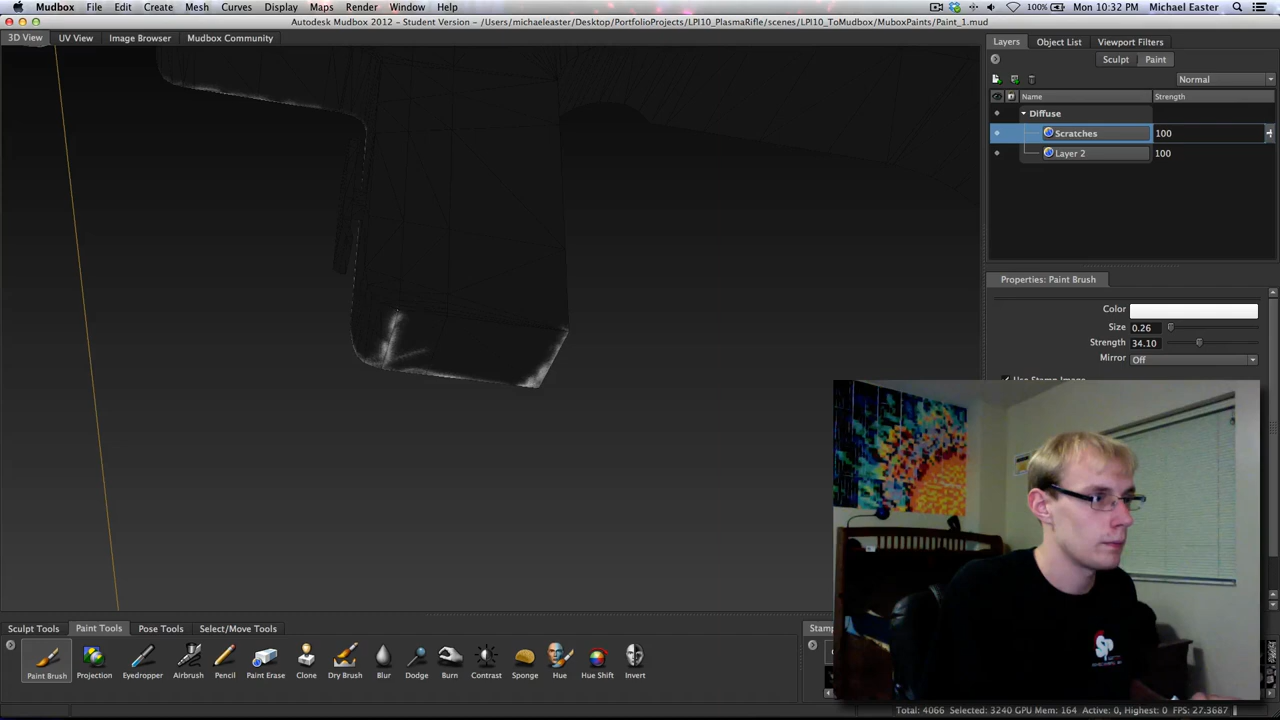 Mudbox File Edit Create Mesh Curves Display Maps Render Window Help 100% Mon 10:32 PM Michael Easter
Autodesk Mudbox 2012 - Student Version - /Users/michaeleaster/Desktop/PortfolioProjects/LPI10_PlasmaRifle/scenes/LPI10_ToMudbox/MuboxPaints/Paint_1.mud
3D View UV View Image Browser Mudbox Community
Layers Object List Viewport Filters
Sculpt Paint
Normal
Name Strength
Diffuse
Scratches 100
Layer 2 100
Properties: Paint Brush
Color
Size 0.26
Strength 34.10
Mirror Off
Use Stamp Image
Sculpt Tools Paint Tools Pose Tools Select/Move Tools
Stamp
Paint Brush Projection Eyedropper Airbrush Pencil Paint Erase Clone Dry Brush Blur Dodge Burn Contrast Sponge Hue Hue Shift Invert
Total: 4066 Selected: 3240 GPU Mem: 164 Active: 0, Highest: 0 FPS: 27.3687